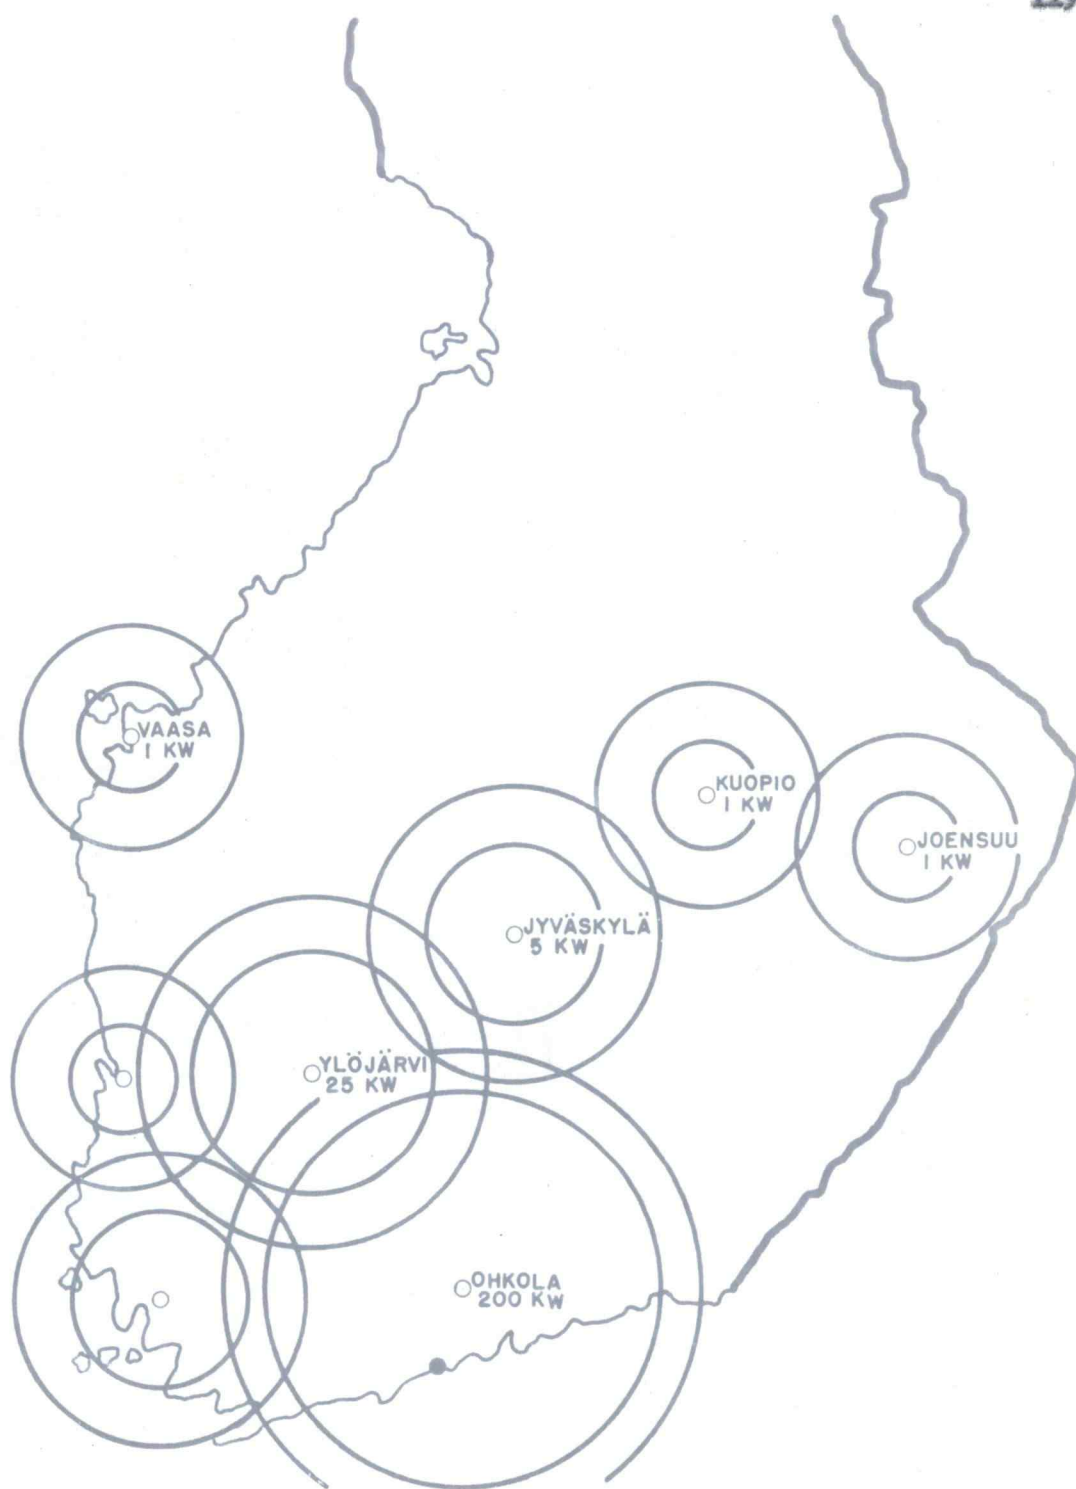 VAASA
1 KW
KUOPIO
1 KW
JOENSUU
1 KW
JYVÄSKYLÄ
5 KW
YLÖJÄRVI
25 KW
OHKOLA
200 KW